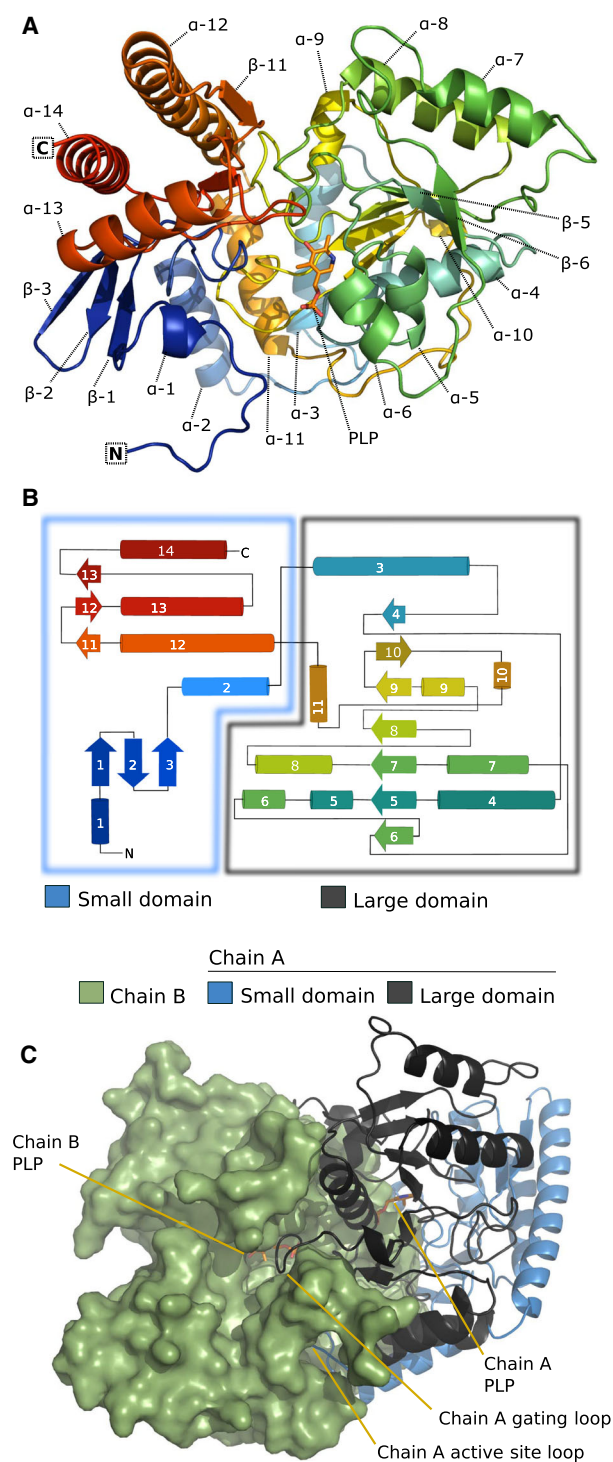 A
α-12
α-8
α-9
α-7
β-11
α-14
C
α-13
β-5
β-3
β-6
α-4
α-10
β-2
β-1
α-1
α-5
α-2
α-3
α-6
α-11
PLP
N
B
14
C
3
13
12
13
4
11
12
10
10
2
9
9
11
8
1
2
3
8
7
7
6
5
5
4
1
6
N
Small domain
Large domain
Chain A
Chain B
Small domain
Large domain
C
Chain B
PLP
Chain A
PLP
Chain A gating loop
Chain A active site loop